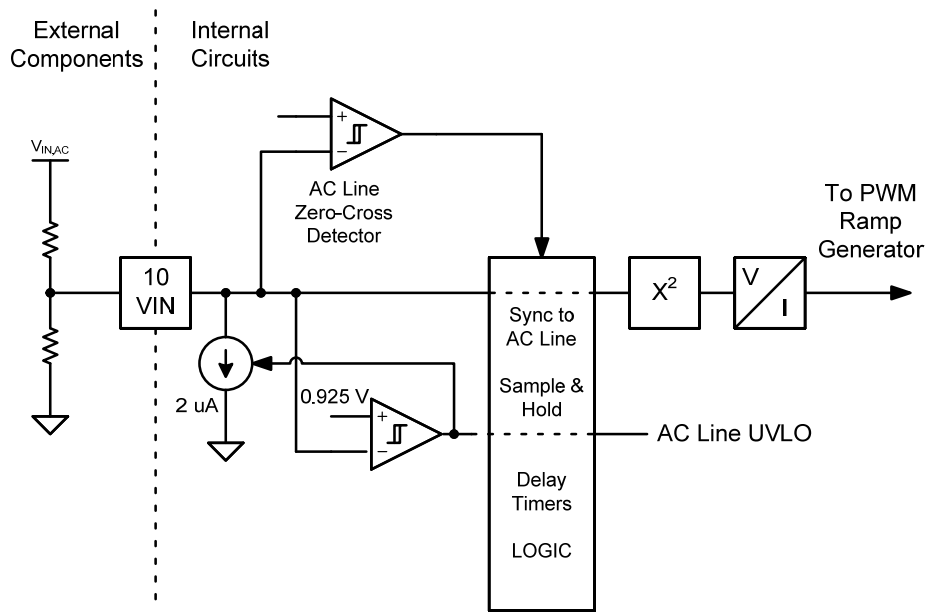 External
Components
Internal
Circuits
V_IN,AC
+
−
AC Line
Zero-Cross
Detector
To PWM
Ramp
Generator
10
VIN
X²
V
I
Sync to
AC Line
2 uA
0.925 V
+
−
Sample &
Hold
AC Line UVLO
Delay
Timers
LOGIC